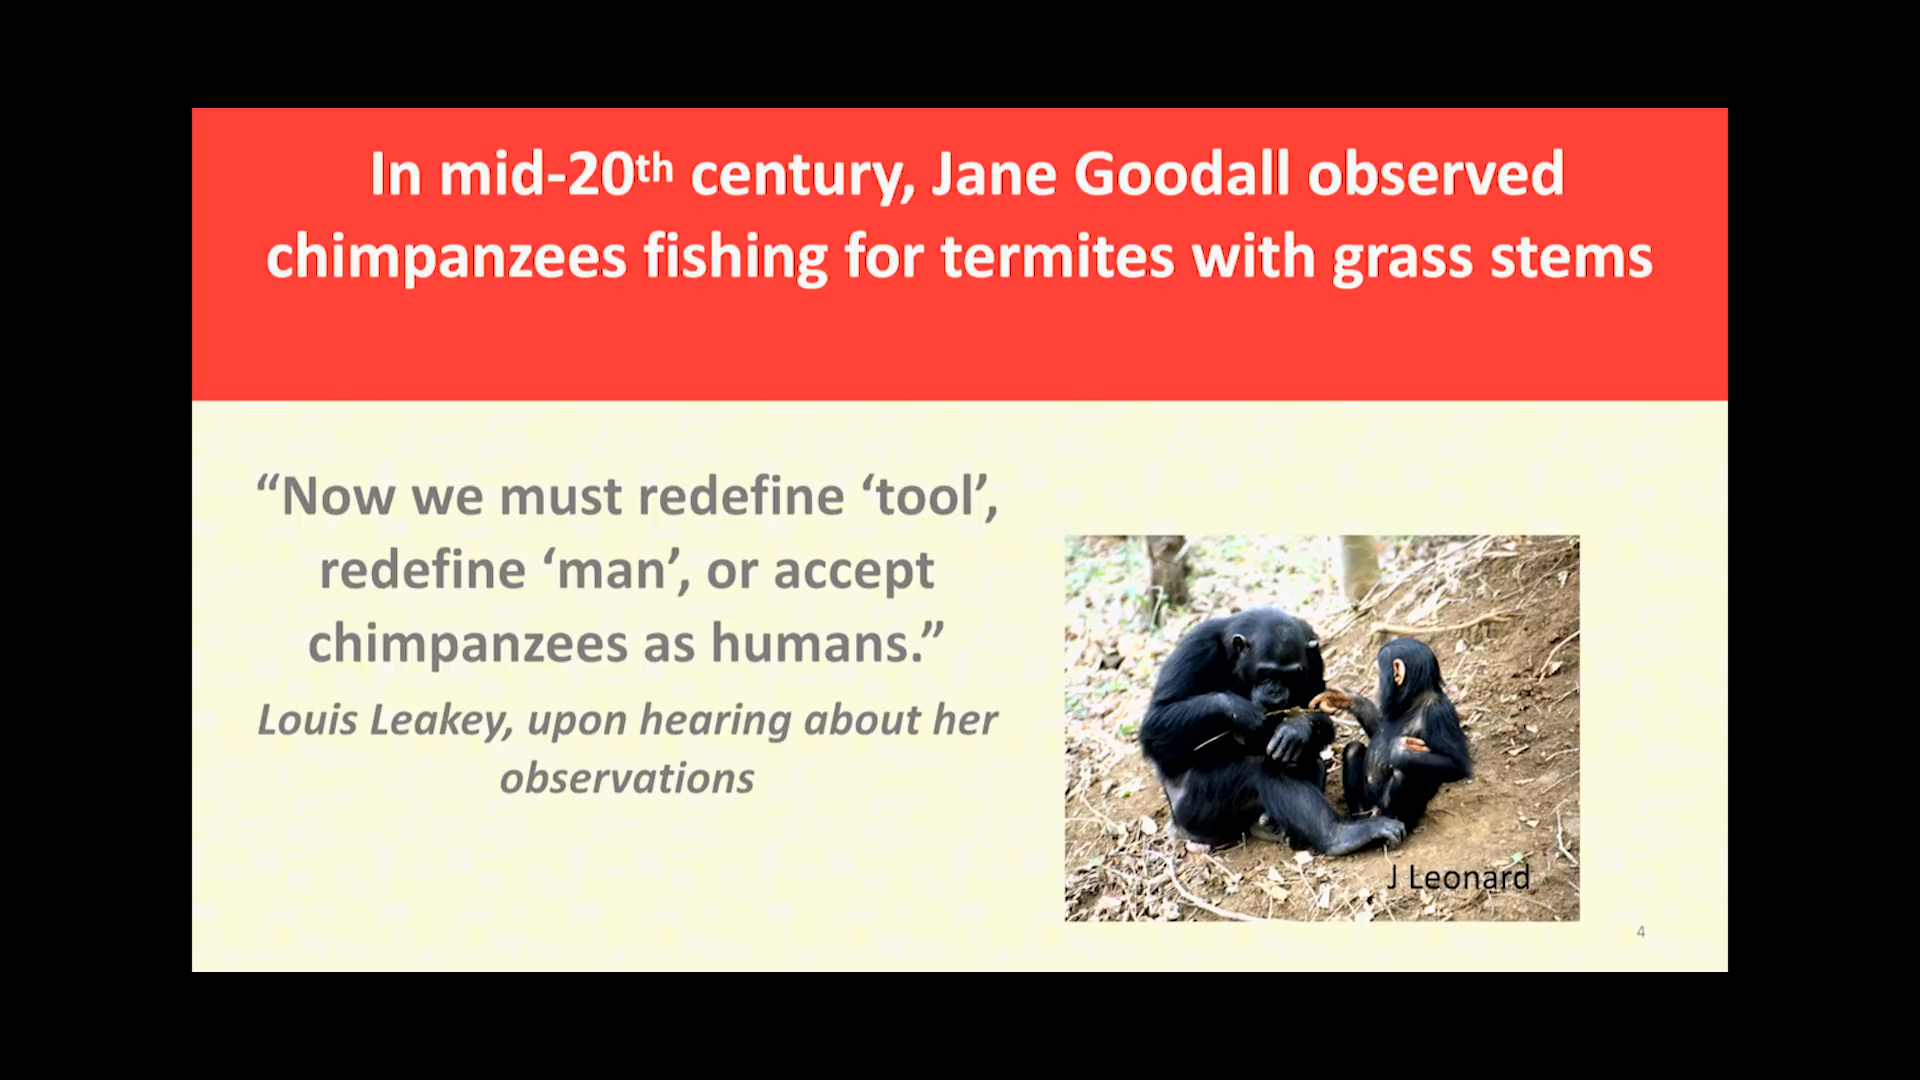 In mid-20th century, Jane Goodall observed
chimpanzees fishing for termites with grass stems
“Now we must redefine ‘tool’,
redefine ‘man’, or accept
chimpanzees as humans.”
Louis Leakey, upon hearing about her
observations
J Leonard
4